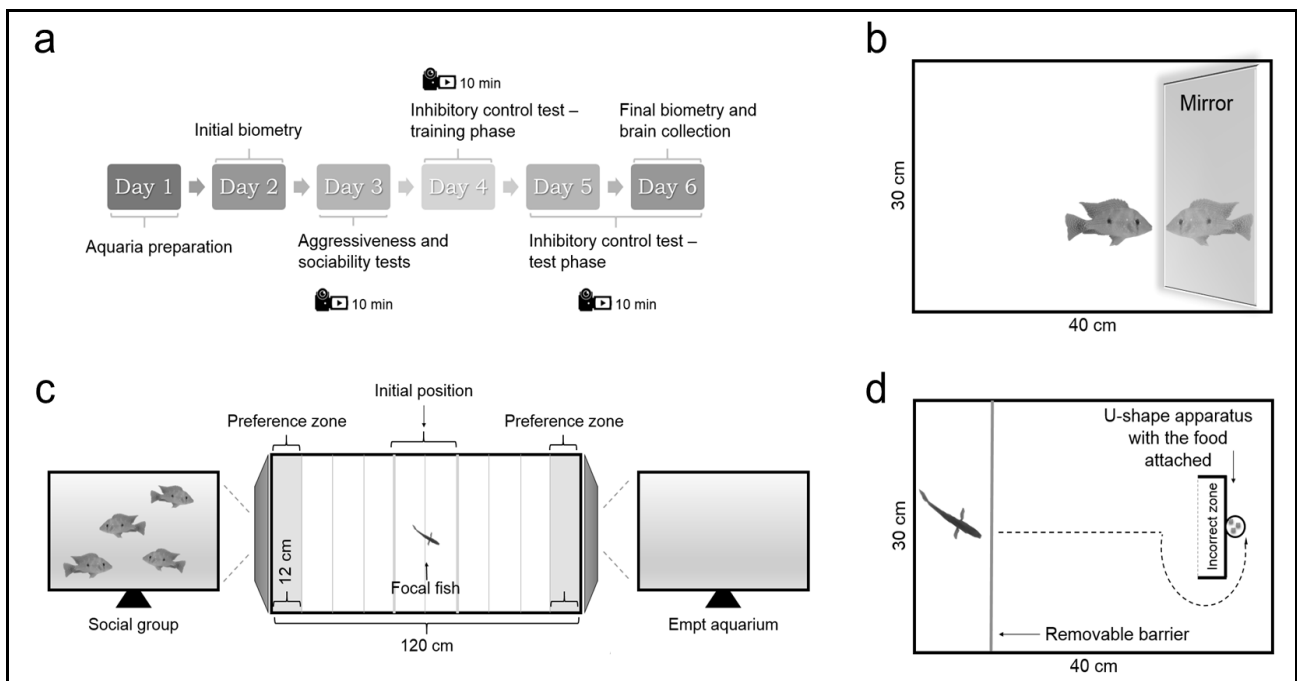 a
10 min
Inhibitory control test –
training phase
Final biometry and
brain collection
Initial biometry
Day 1
Day 2
Day 3
Day 4
Day 5
Day 6
Aquaria preparation
Aggressiveness and
sociability tests
10 min
Inhibitory control test –
test phase
10 min
b
Mirror
30 cm
40 cm
c
Initial position
Preference zone
Preference zone
12 cm
Focal fish
Social group
120 cm
Empt aquarium
d
U-shape apparatus
with the food
attached
Incorrect zone
30 cm
Removable barrier
40 cm